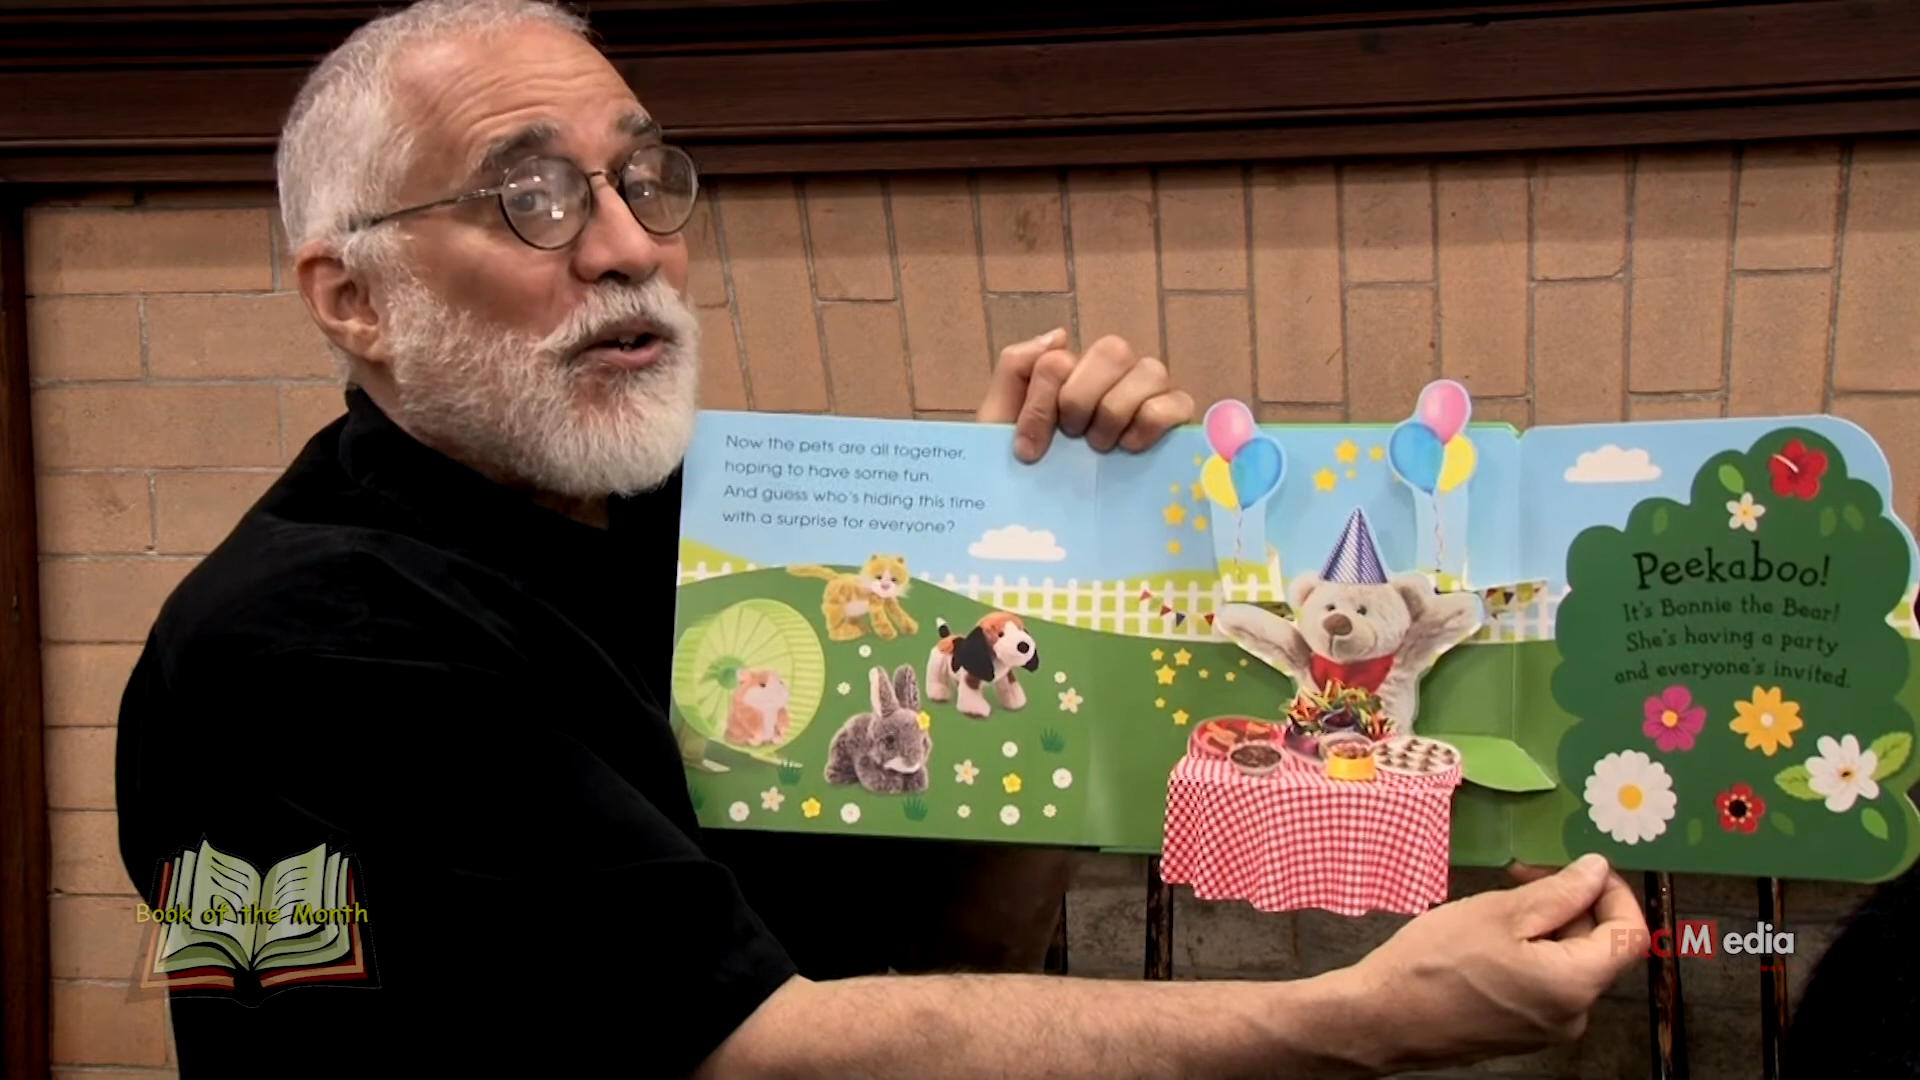 Now the pets are all together,
hoping to have some fun.
And guess who's hiding this time
with a surprise for everyone?
Peekaboo!
It's Bonnie the Bear!
She's having a party
and everyone's invited.
Book of the Month
FRC Media